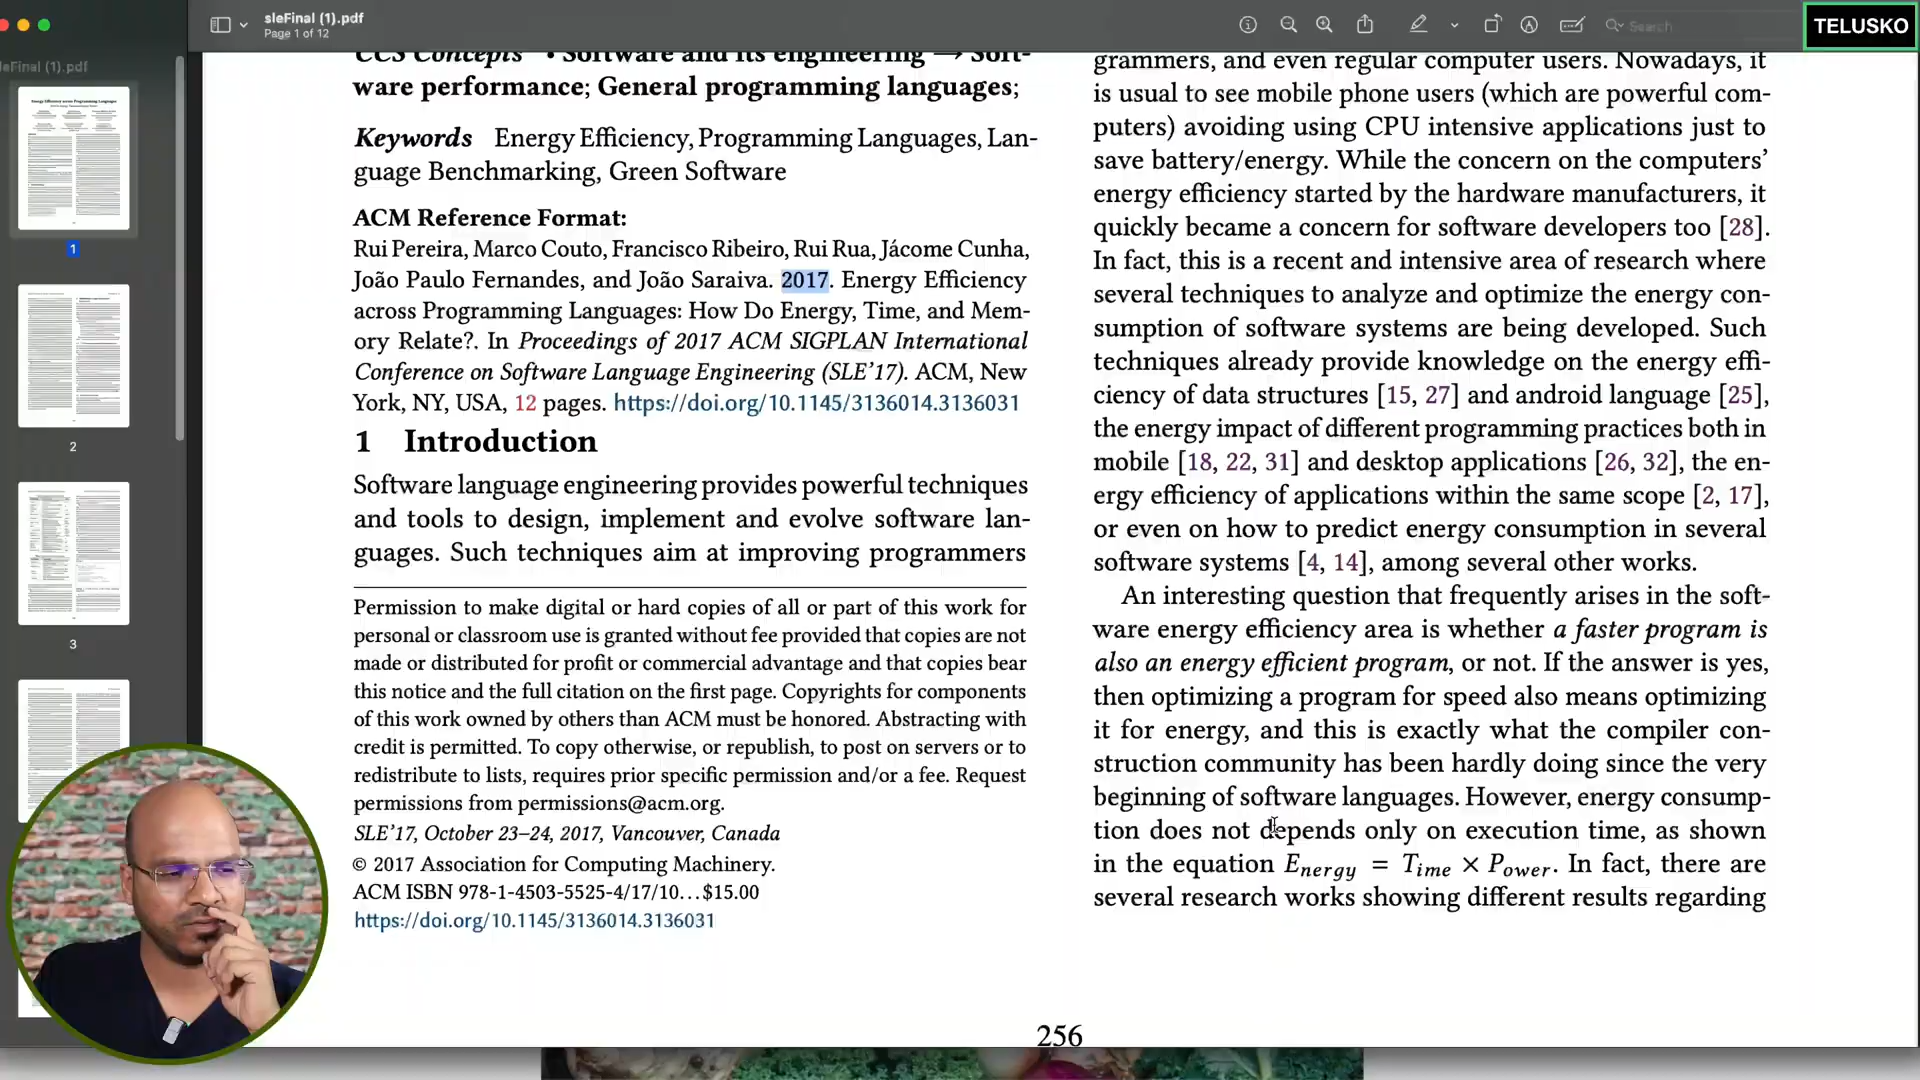 sleFinal (1).pdf
Page 1 of 12
Search
TELUSKO
leFinal (1).pdf
1
2
3
CCS Concepts • Software and its engineering → Soft-
ware performance; General programming languages;
Keywords Energy Efficiency, Programming Languages, Lan-
guage Benchmarking, Green Software
ACM Reference Format:
Rui Pereira, Marco Couto, Francisco Ribeiro, Rui Rua, Jácome Cunha,
João Paulo Fernandes, and João Saraiva. 2017. Energy Efficiency
across Programming Languages: How Do Energy, Time, and Mem-
ory Relate?. In Proceedings of 2017 ACM SIGPLAN International
Conference on Software Language Engineering (SLE'17). ACM, New
York, NY, USA, 12 pages. https://doi.org/10.1145/3136014.3136031
1 Introduction
Software language engineering provides powerful techniques
and tools to design, implement and evolve software lan-
guages. Such techniques aim at improving programmers
Permission to make digital or hard copies of all or part of this work for
personal or classroom use is granted without fee provided that copies are not
made or distributed for profit or commercial advantage and that copies bear
this notice and the full citation on the first page. Copyrights for components
of this work owned by others than ACM must be honored. Abstracting with
credit is permitted. To copy otherwise, or republish, to post on servers or to
redistribute to lists, requires prior specific permission and/or a fee. Request
permissions from permissions@acm.org.
SLE'17, October 23–24, 2017, Vancouver, Canada
© 2017 Association for Computing Machinery.
ACM ISBN 978-1-4503-5525-4/17/10...$15.00
https://doi.org/10.1145/3136014.3136031
grammers, and even regular computer users. Nowadays, it
is usual to see mobile phone users (which are powerful com-
puters) avoiding using CPU intensive applications just to
save battery/energy. While the concern on the computers'
energy efficiency started by the hardware manufacturers, it
quickly became a concern for software developers too [28].
In fact, this is a recent and intensive area of research where
several techniques to analyze and optimize the energy con-
sumption of software systems are being developed. Such
techniques already provide knowledge on the energy effi-
ciency of data structures [15, 27] and android language [25],
the energy impact of different programming practices both in
mobile [18, 22, 31] and desktop applications [26, 32], the en-
ergy efficiency of applications within the same scope [2, 17],
or even on how to predict energy consumption in several
software systems [4, 14], among several other works.
An interesting question that frequently arises in the soft-
ware energy efficiency area is whether a faster program is
also an energy efficient program, or not. If the answer is yes,
then optimizing a program for speed also means optimizing
it for energy, and this is exactly what the compiler con-
struction community has been hardly doing since the very
beginning of software languages. However, energy consump-
tion does not depends only on execution time, as shown
in the equation Energy = Time × Power. In fact, there are
several research works showing different results regarding
256